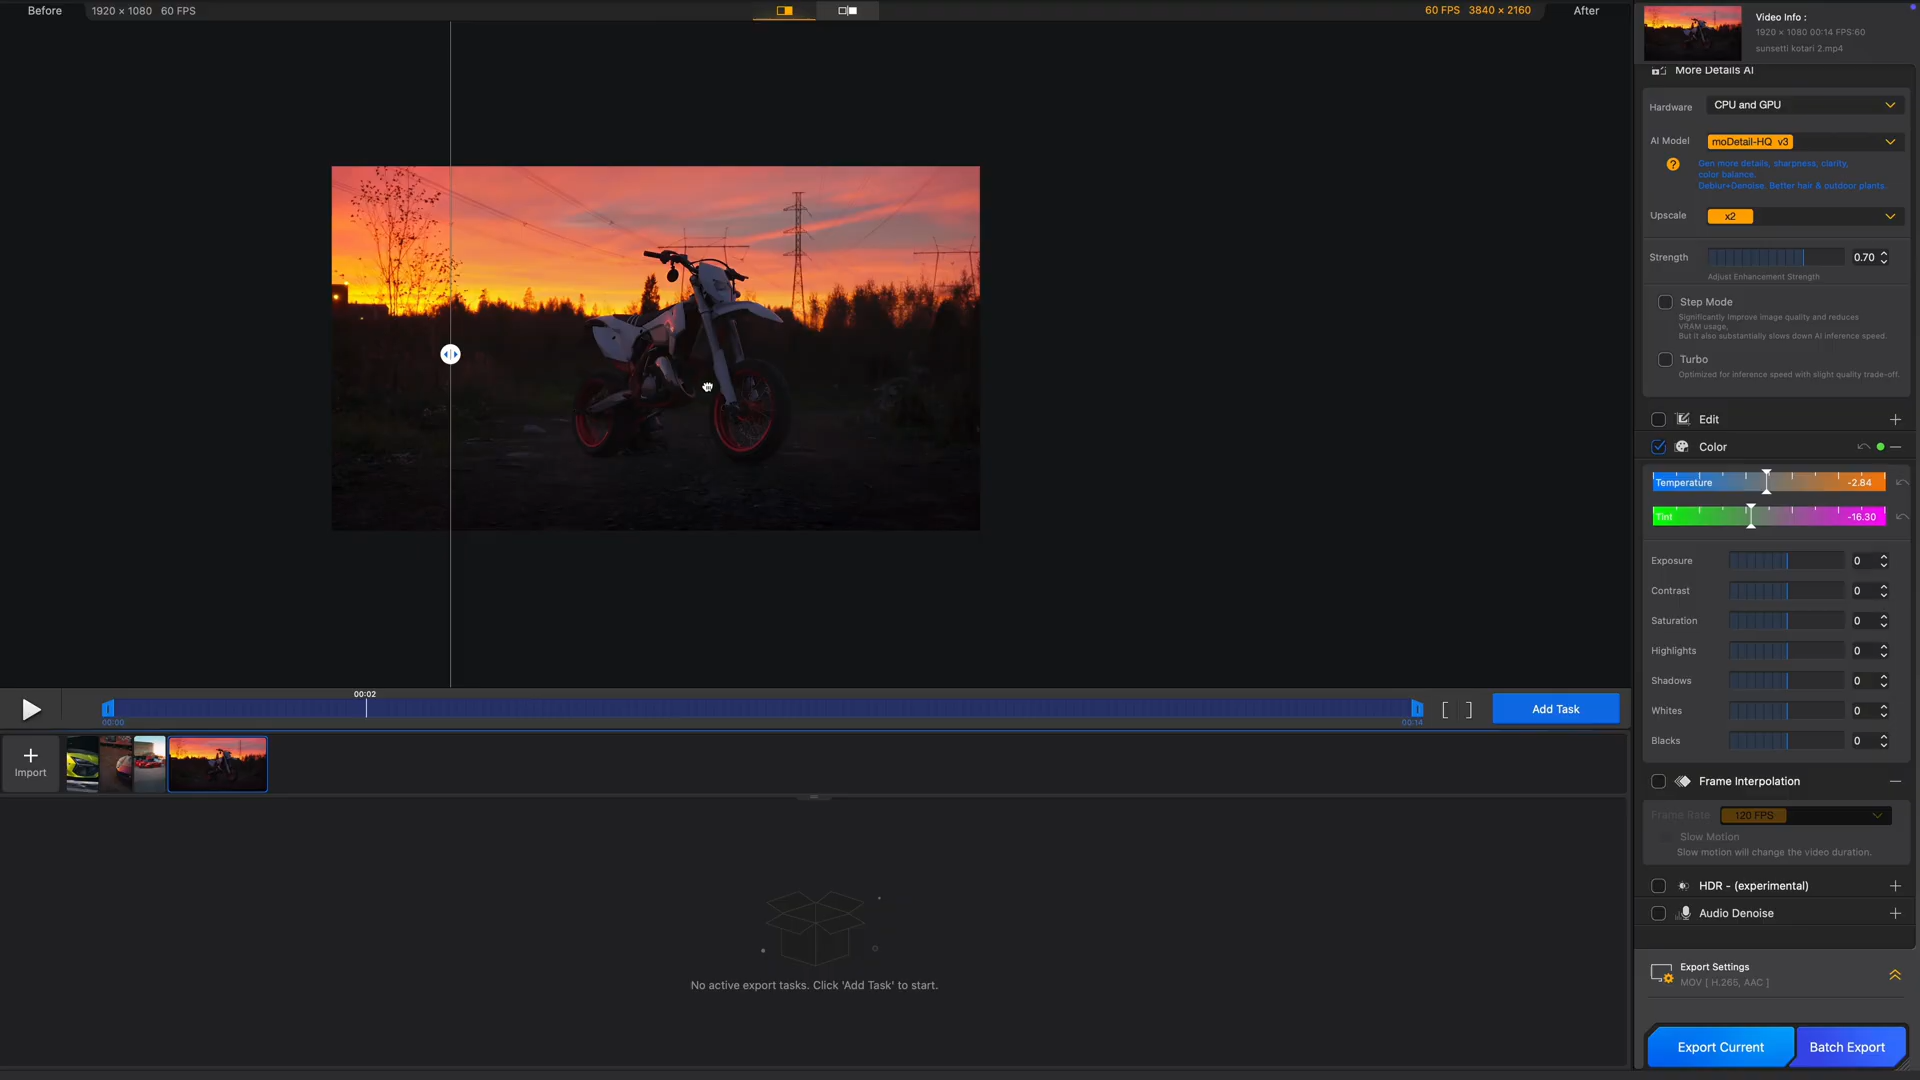 Before
1920 × 1080 60 FPS
60 FPS 3840 × 2160
After
Video Info :
1920 × 1080 00:14 FPS:60
sunsetti kotari 2.mp4
More Details AI
Hardware CPU and GPU
AI Model moDetail-HQ v3
? Gen more details, sharpness, clarity,
color balance.
Deblur+Denoise. Better hair & outdoor plants.
Upscale x2
Strength 0.70
Adjust Enhancement Strength
Step Mode
Significantly improve image quality and reduces
VRAM usage,
But it also substantially slows down AI inference speed.
Turbo
Optimized for inference speed with slight quality trade-off.
Edit
Color
Temperature -2.84
Tint -16.30
Exposure 0
Contrast 0
Saturation 0
Highlights 0
Shadows 0
Whites 0
Blacks 0
Frame Interpolation
Frame Rate 120 FPS
Slow Motion
Slow motion will change the video duration.
HDR - (experimental)
Audio Denoise
Export Settings
MOV [ H.265, AAC ]
Export Current
Batch Export
00:02
00:00
00:14
[ ]
Add Task
Import
No active export tasks. Click 'Add Task' to start.